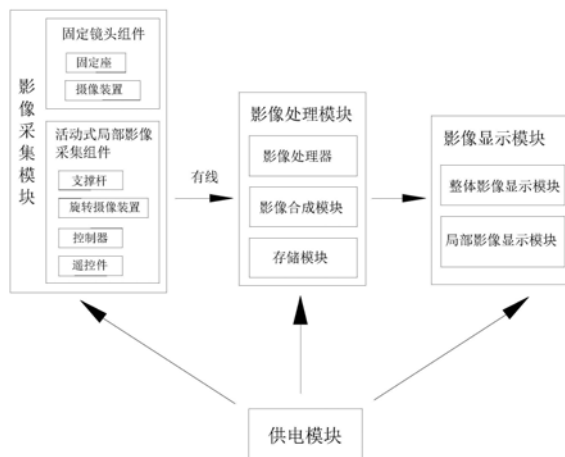 影像采集模块
固定镜头组件
固定座
摄像装置
活动式局部影像
采集组件
支撑杆
旋转摄像装置
控制器
遥控件
有线
影像处理模块
影像处理器
影像合成模块
存储模块
影像显示模块
整体影像显示模块
局部影像显示模块
供电模块